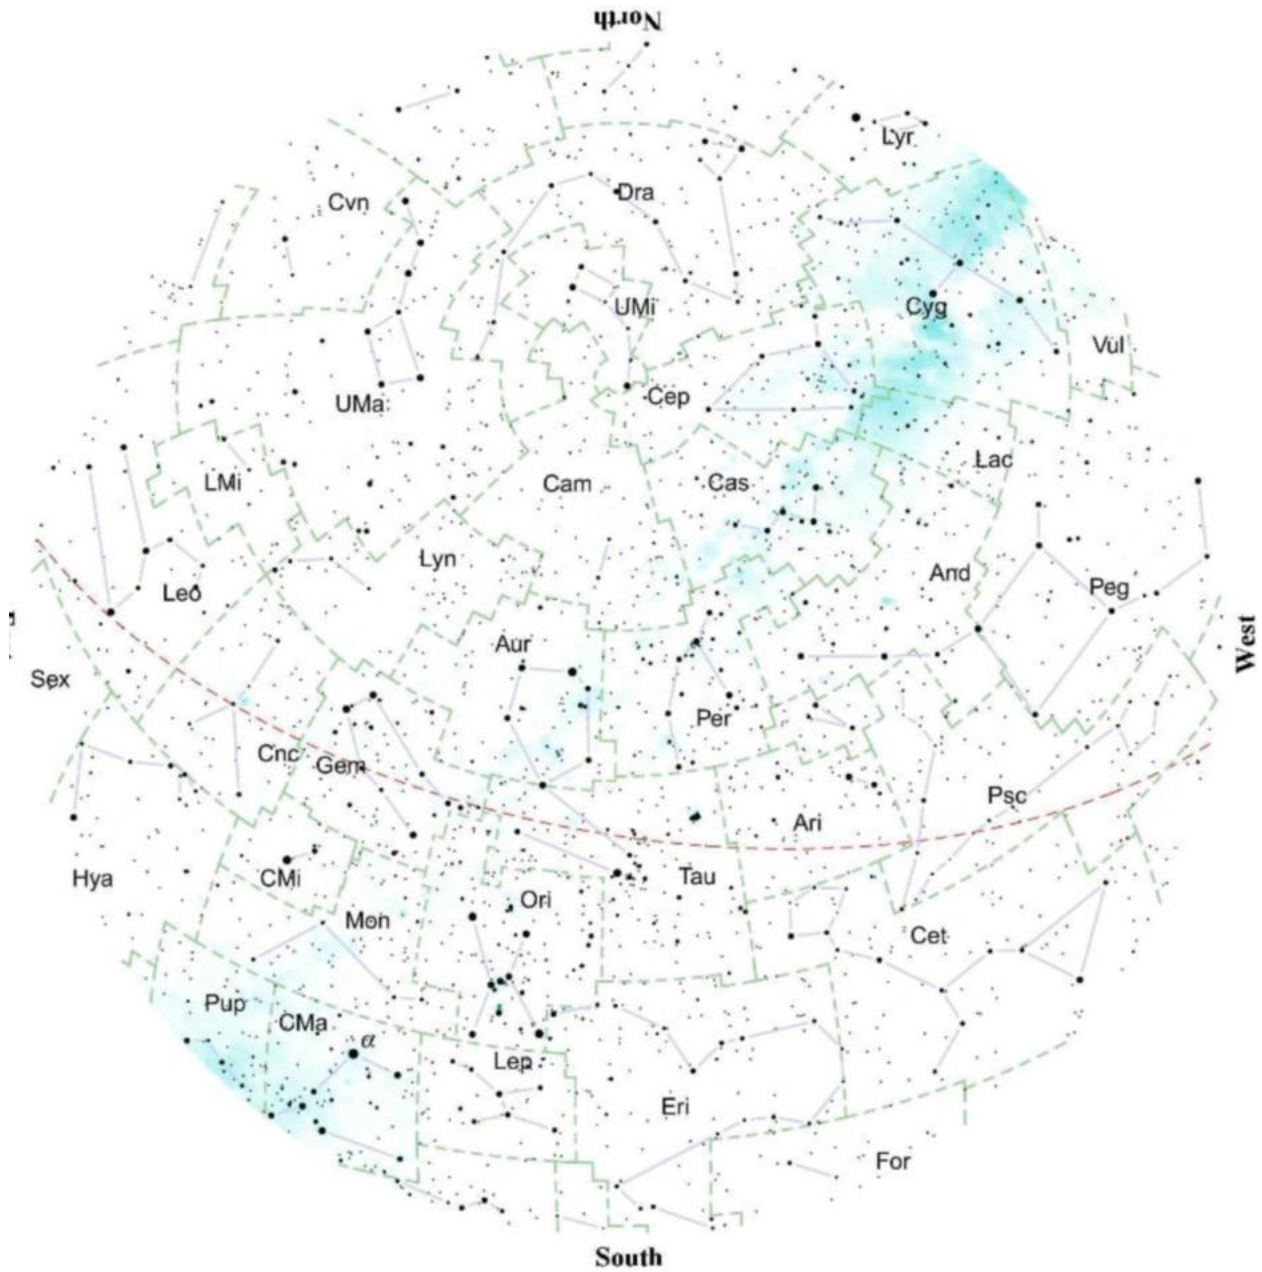 North
Lyr
Cvn
Dra
UMi
Cyg
Vul
UMa
Cep
LMi
Cam
Cas
Lac
Lyn
And
Peg
Leo
Aur
Sex
West
Per
Cnc
Gem
Psc
Ari
Hya
CMi
Tau
Ori
Mon
Cet
Pup
CMa
α
Lep
Eri
For
South